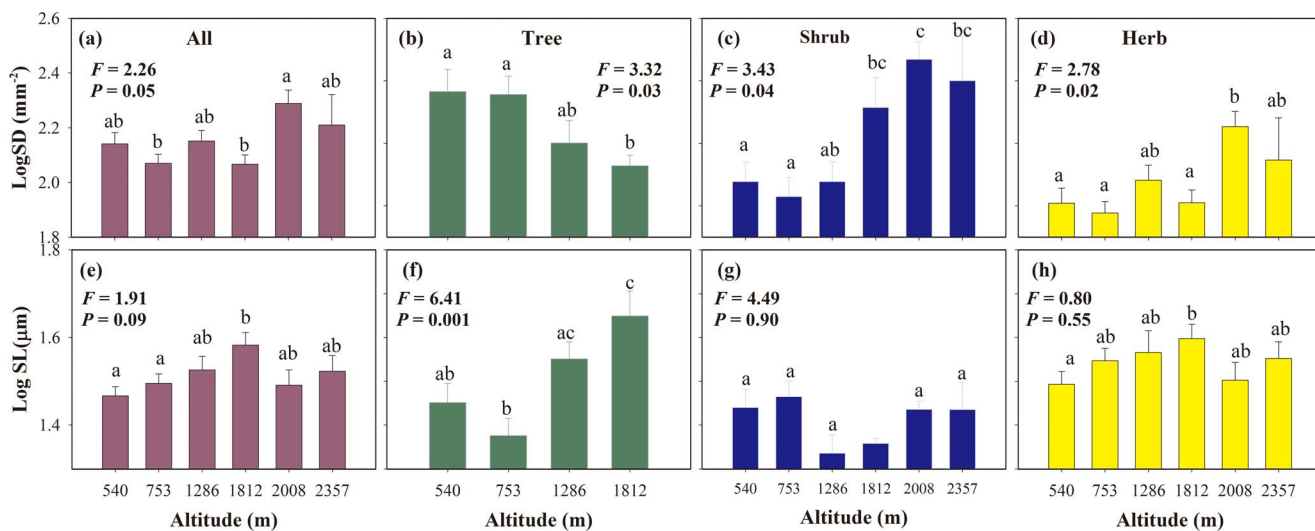 (a) All
F = 2.26
P = 0.05
ab b ab b a ab
(b) Tree
F = 3.32
P = 0.03
a a ab b
(c) Shrub
F = 3.43
P = 0.04
a a ab bc c bc
(d) Herb
F = 2.78
P = 0.02
a a ab a b ab
LogSD (mm-2)
2.6
2.4
2.2
2.0
1.8
(e)
F = 1.91
P = 0.09
a a ab b ab ab
(f)
F = 6.41
P = 0.001
ab b ac c
(g)
F = 4.49
P = 0.90
a a a a a
(h)
F = 0.80
P = 0.55
a ab ab b ab ab
Log SL(μm)
1.8
1.6
1.4
540 753 1286 1812 2008 2357
540 753 1286 1812
540 753 1286 1812 2008 2357
540 753 1286 1812 2008 2357
Altitude (m) Altitude (m) Altitude (m) Altitude (m)